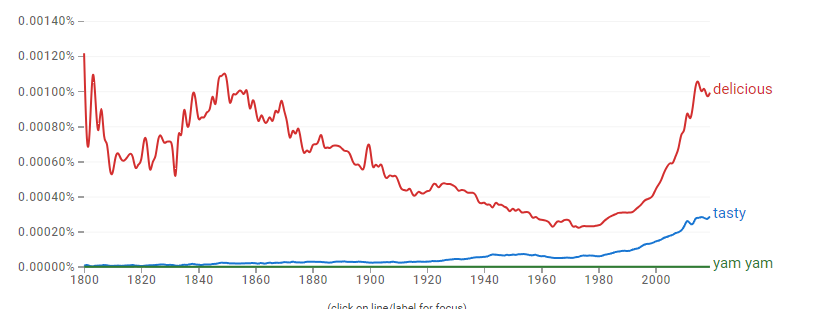 0.00140%
0.00120%
0.00100%
delicious
0.00080%
0.00060%
0.00040%
tasty
0.00020%
0.00000%
yam yam
1800 1820 1840 1860 1880 1900 1920 1940 1960 1980 2000
(click on line/label for focus)